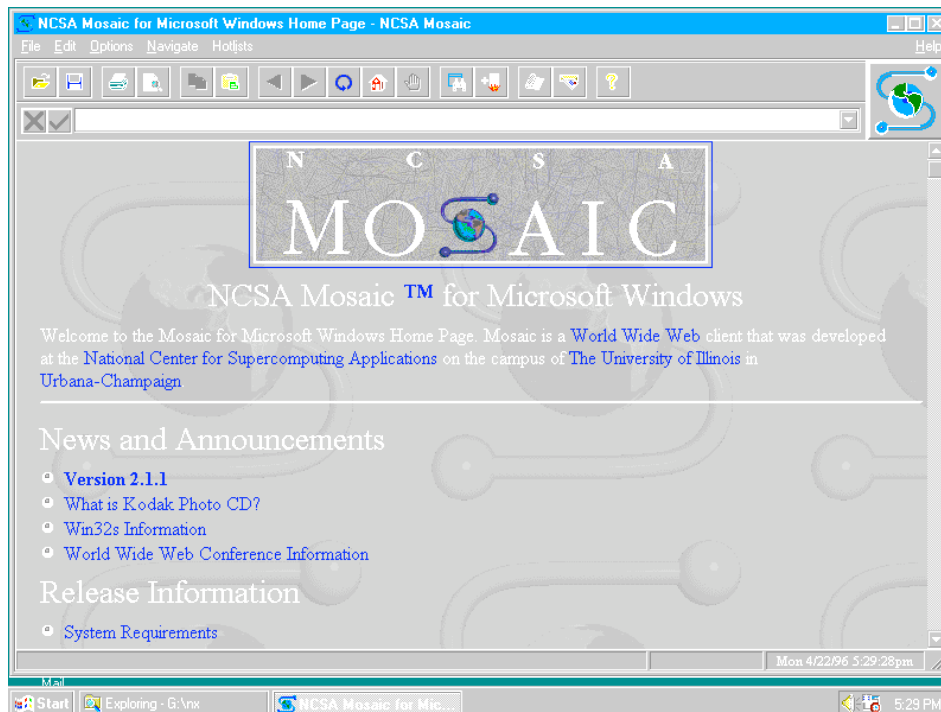 NCSA Mosaic for Microsoft Windows Home Page - NCSA Mosaic
File Edit Options Navigate Hotlists Help
N C S A
MOSAIC
NCSA Mosaic TM for Microsoft Windows
Welcome to the Mosaic for Microsoft Windows Home Page. Mosaic is a World Wide Web client that was developed
at the National Center for Supercomputing Applications on the campus of The University of Illinois in
Urbana-Champaign.
News and Announcements
Version 2.1.1
What is Kodak Photo CD?
Win32s Information
World Wide Web Conference Information
Release Information
System Requirements
Mon 4/22/96 5:29:28pm
Mail
Start Exploring - G:\nx NCSA Mosaic for Mic... 5:29 PM